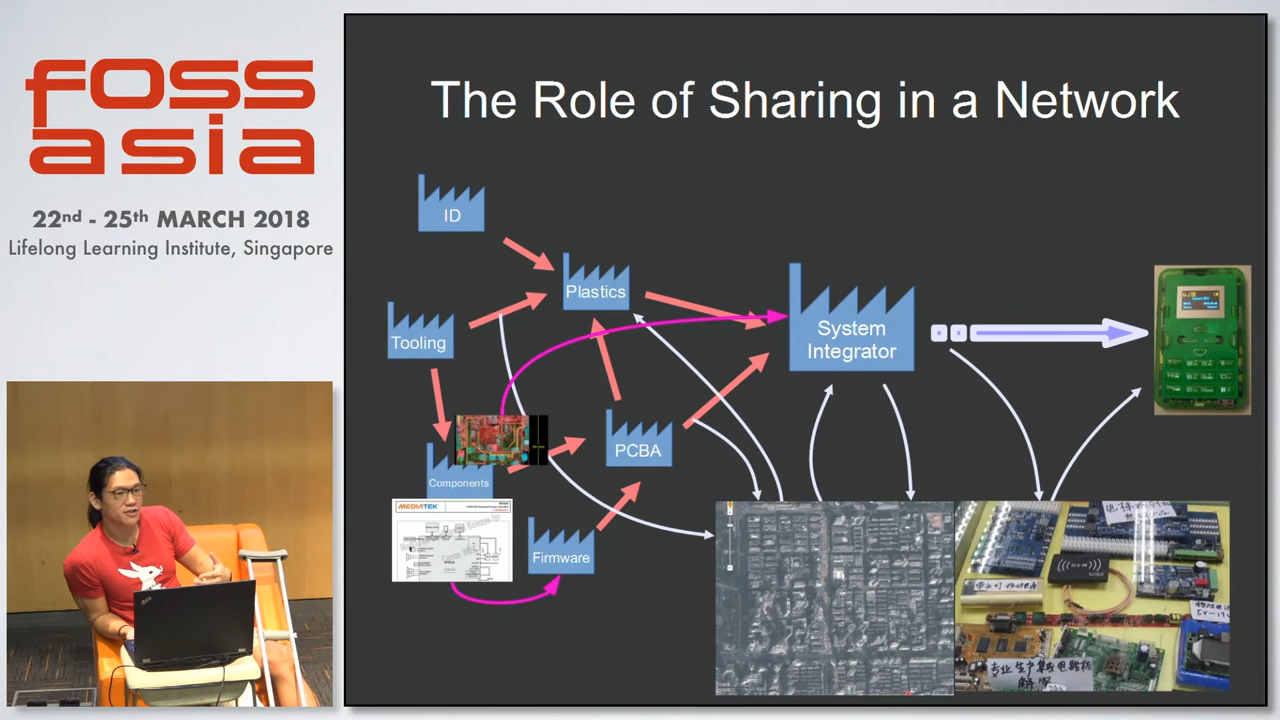 foss
asia
22nd - 25th MARCH 2018
Lifelong Learning Institute, Singapore
The Role of Sharing in a Network
ID
Plastics
Tooling
System
Integrator
PCBA
Components
MEDIATEK
Firmware